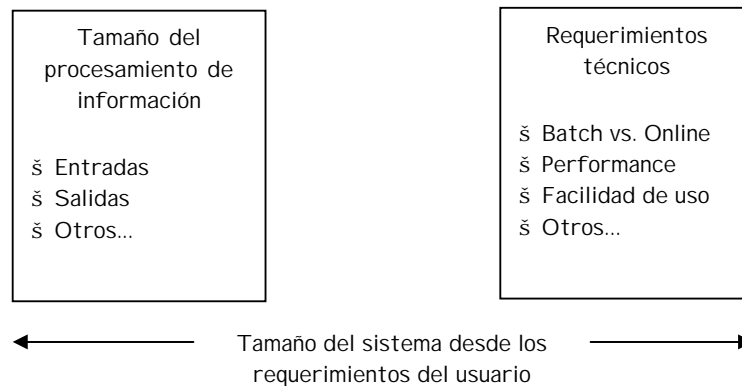 Tamaño del
procesamiento de
información
š Entradas
š Salidas
š Otros...
Requerimientos
técnicos
š Batch vs. Online
š Performance
š Facilidad de uso
š Otros...
Tamaño del sistema desde los
requerimientos del usuario